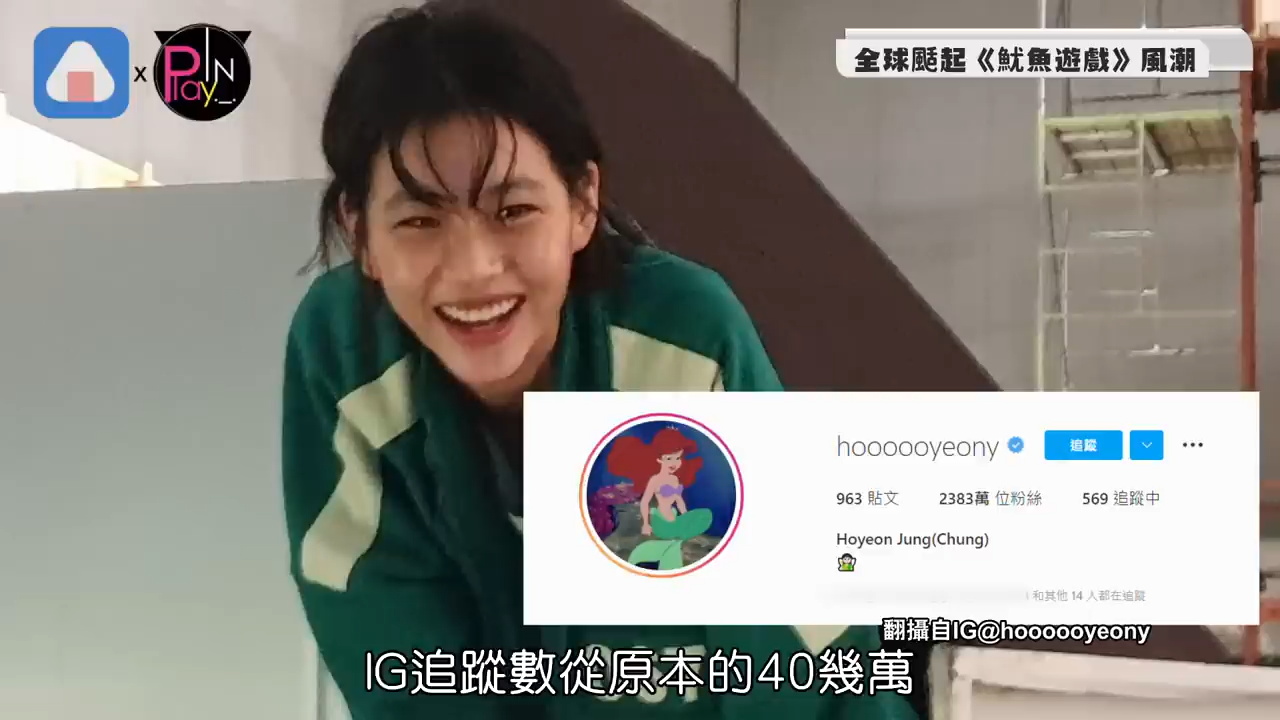 x
PlayIN
全球颳起《魷魚遊戲》風潮
hoooooyeony
追蹤
963 貼文
2383萬 位粉絲
569 追蹤中
Hoyeon Jung(Chung)
和其他 14 人都在追蹤
翻攝自IG@hoooooyeony
IG追蹤數從原本的40幾萬